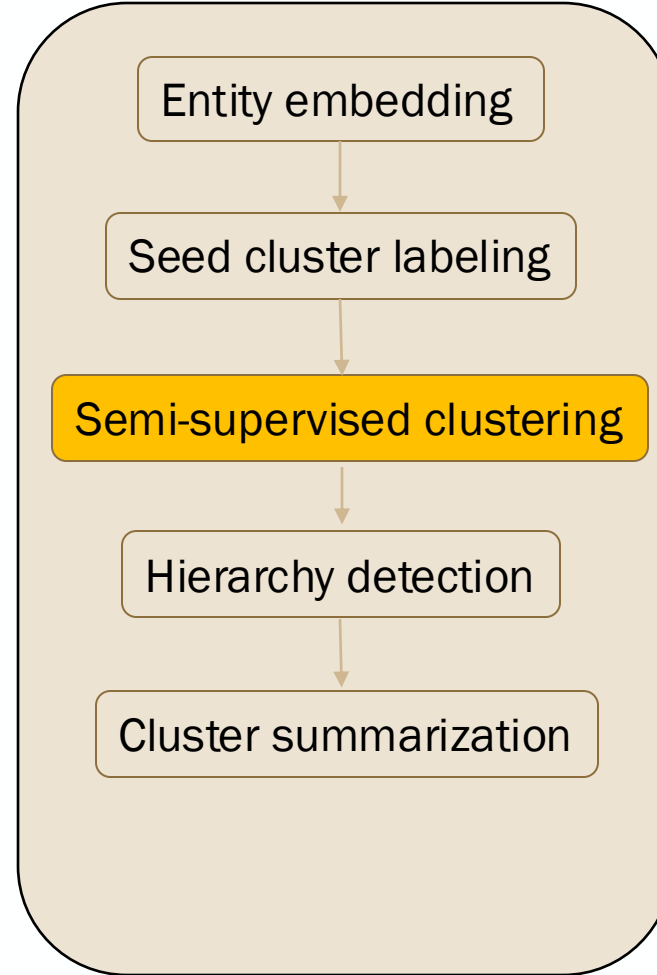 Entity embedding
Seed cluster labeling
Semi-supervised clustering
Hierarchy detection
Cluster summarization